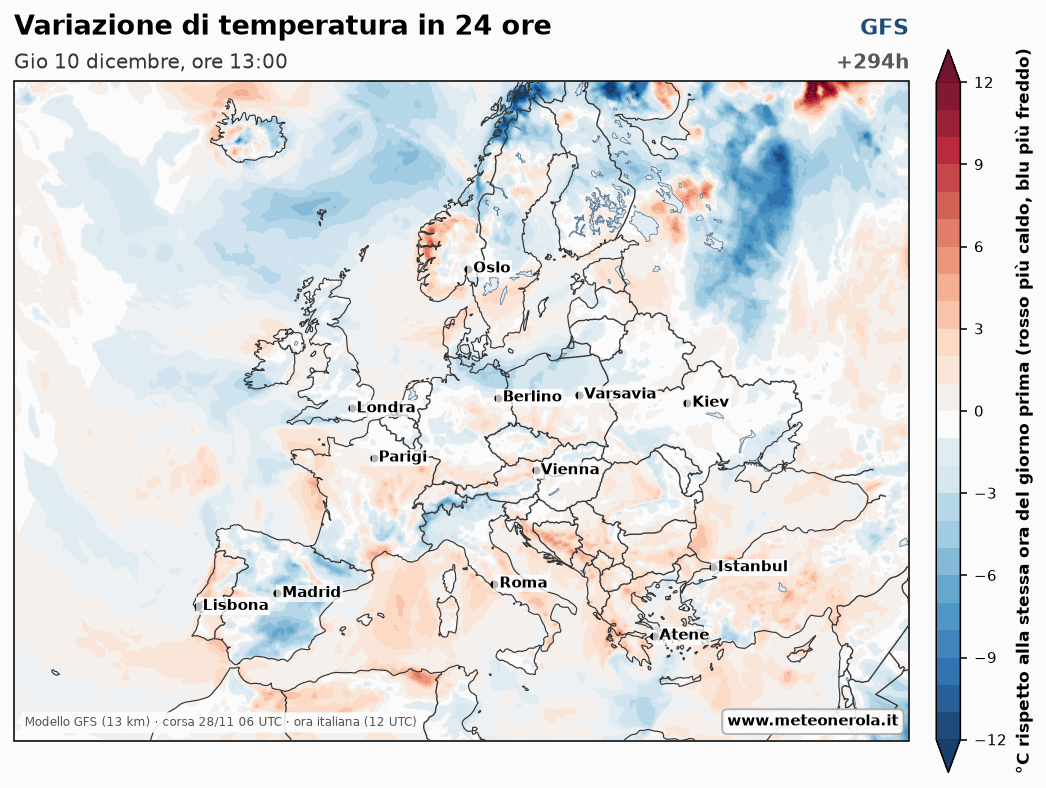 Variazione di temperatura in 24 ore
GFS
Gio 10 dicembre, ore 13:00
+294h
Oslo
Berlino
Varsavia
Kiev
Londra
Parigi
Vienna
Istanbul
Roma
Madrid
Lisbona
Atene
Modello GFS (13 km) · corsa 28/11 06 UTC · ora italiana (12 UTC)
www.meteonerola.it
12
9
6
3
0
−3
−6
−9
−12
°C rispetto alla stessa ora del giorno prima (rosso più caldo, blu più freddo)